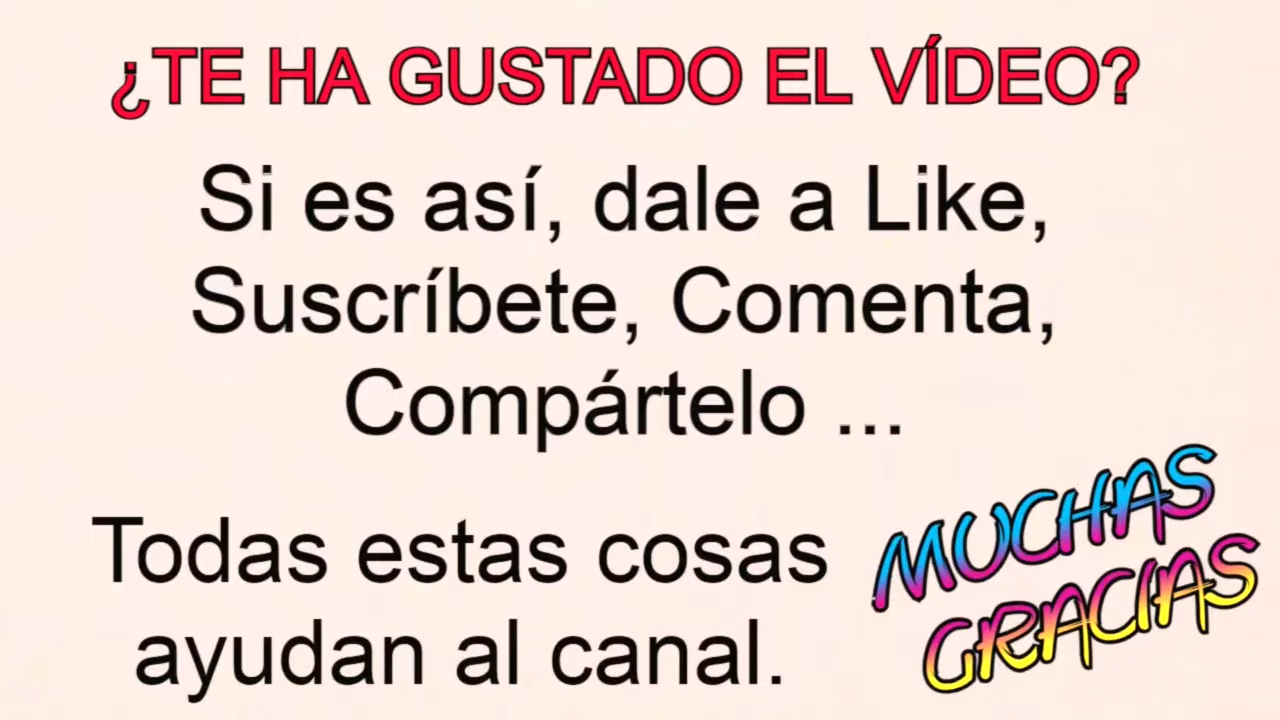 ¿TE HA GUSTADO EL VÍDEO?
Si es así, dale a Like,
Suscríbete, Comenta,
Compártelo ...
Todas estas cosas
ayudan al canal.
MUCHAS
GRACIAS